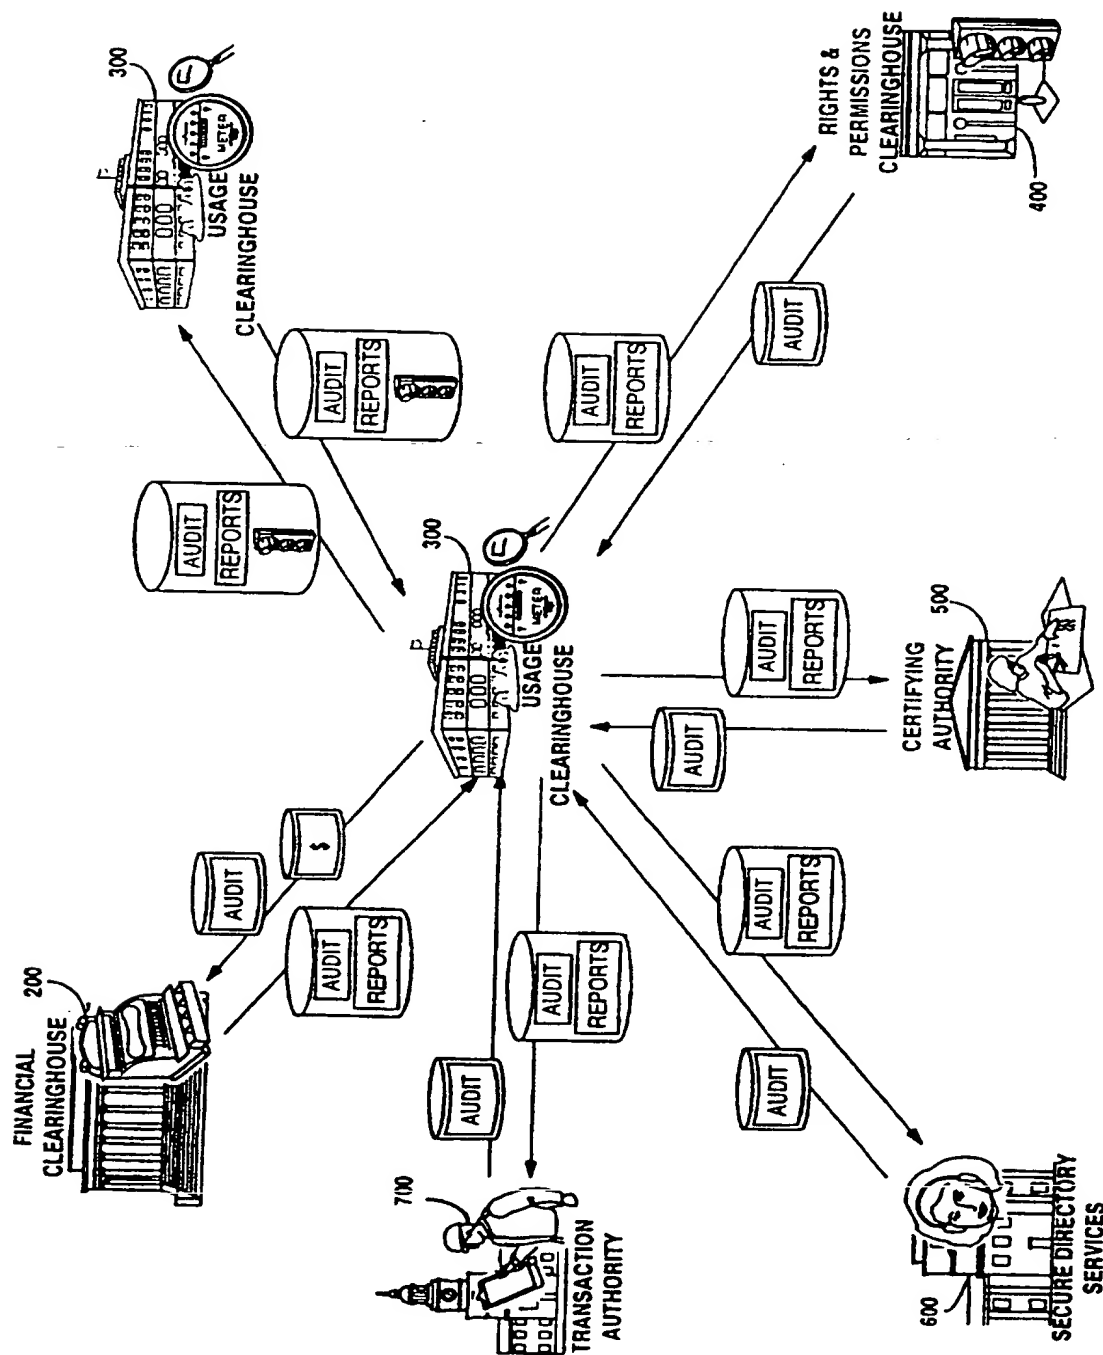 FINANCIAL
CLEARINGHOUSE
200
300
METER
USAGE
CLEARINGHOUSE
AUDIT
REPORTS
AUDIT
$
AUDIT
REPORTS
AUDIT
REPORTS
700
TRANSACTION
AUTHORITY
AUDIT
300
METER
USAGE
CLEARINGHOUSE
AUDIT
REPORTS
AUDIT
REPORTS
AUDIT
AUDIT
REPORTS
AUDIT
REPORTS
AUDIT
AUDIT
RIGHTS &
PERMISSIONS
CLEARINGHOUSE
400
CERTIFYING
AUTHORITY
500
600
SECURE DIRECTORY
SERVICES